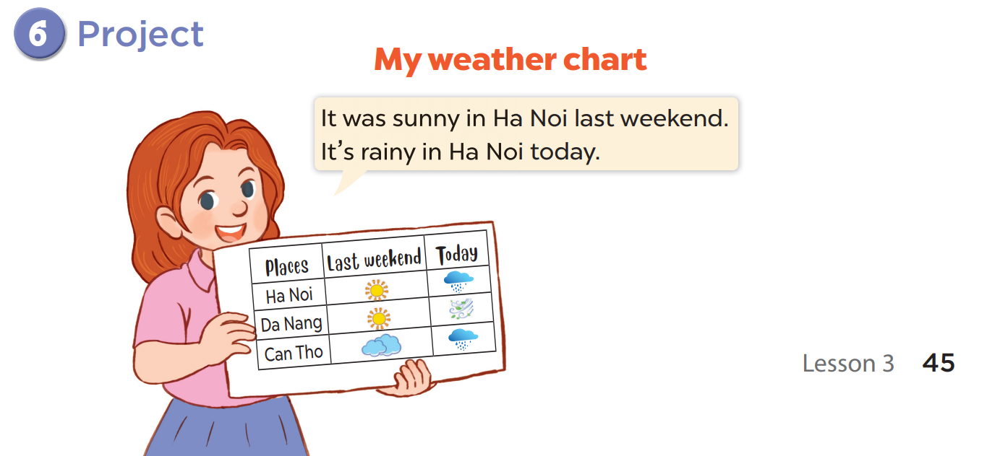 6 Project
My weather chart
It was sunny in Ha Noi last weekend.
It's rainy in Ha Noi today.
Places Last weekend Today
Ha Noi
Da Nang
Can Tho
Lesson 3 45